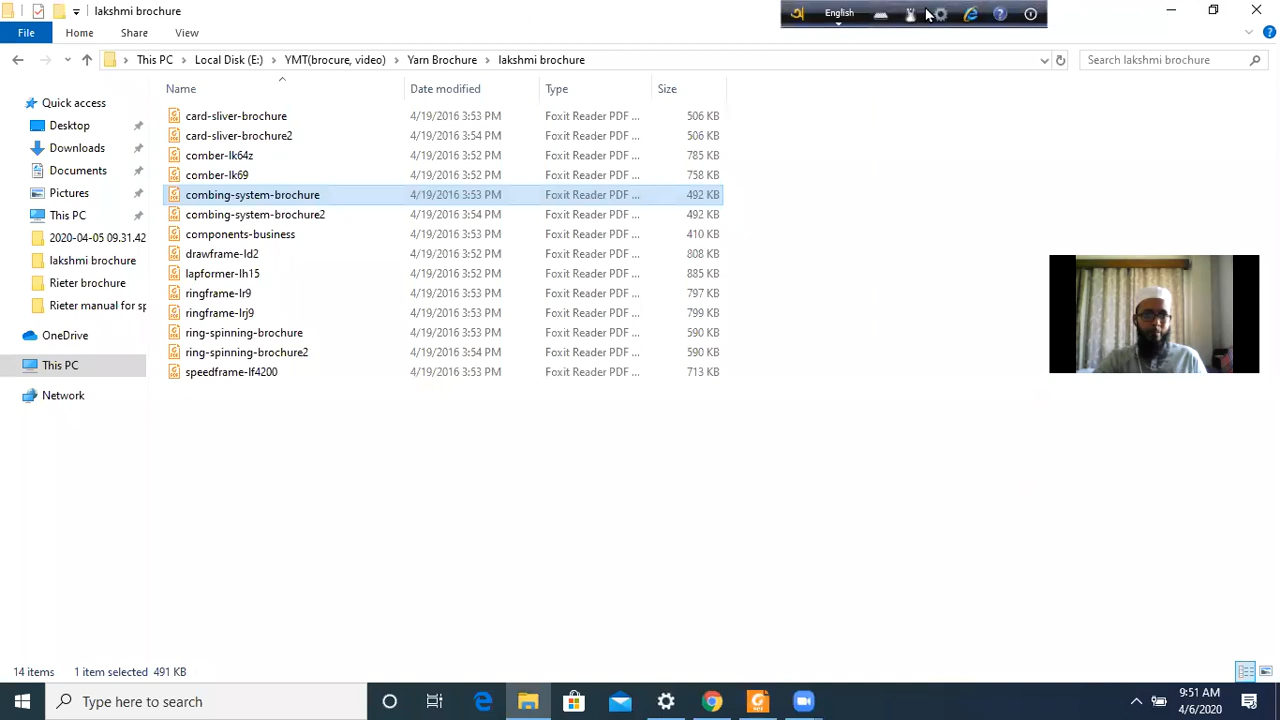 lakshmi brochure
English
File Home Share View
This PC Local Disk (E:) YMT(brocure, video) Yarn Brochure lakshmi brochure
Search lakshmi brochure
Name Date modified Type Size
Quick access
Desktop
Downloads
Documents
Pictures
This PC
2020-04-05 09.31.42
lakshmi brochure
Rieter brochure
Rieter manual for sp
OneDrive
This PC
Network
card-sliver-brochure 4/19/2016 3:53 PM Foxit Reader PDF ... 506 KB
card-sliver-brochure2 4/19/2016 3:54 PM Foxit Reader PDF ... 506 KB
comber-lk64z 4/19/2016 3:52 PM Foxit Reader PDF ... 785 KB
comber-lk69 4/19/2016 3:52 PM Foxit Reader PDF ... 758 KB
combing-system-brochure 4/19/2016 3:53 PM Foxit Reader PDF ... 492 KB
combing-system-brochure2 4/19/2016 3:54 PM Foxit Reader PDF ... 492 KB
components-business 4/19/2016 3:53 PM Foxit Reader PDF ... 410 KB
drawframe-ld2 4/19/2016 3:52 PM Foxit Reader PDF ... 808 KB
lapformer-lh15 4/19/2016 3:52 PM Foxit Reader PDF ... 885 KB
ringframe-lr9 4/19/2016 3:52 PM Foxit Reader PDF ... 797 KB
ringframe-lrj9 4/19/2016 3:52 PM Foxit Reader PDF ... 799 KB
ring-spinning-brochure 4/19/2016 3:53 PM Foxit Reader PDF ... 590 KB
ring-spinning-brochure2 4/19/2016 3:54 PM Foxit Reader PDF ... 590 KB
speedframe-lf4200 4/19/2016 3:53 PM Foxit Reader PDF ... 713 KB
14 items 1 item selected 491 KB
Type here to search
9:51 AM
4/6/2020